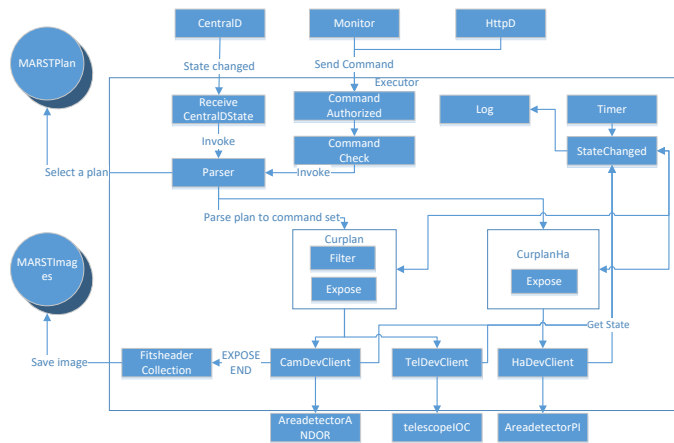 CentralD
Monitor
HttpD
MARSTPlan
State changed
Send Command
Executor
Receive
CentralDState
Command
Authorized
Log
Timer
Invoke
Command
Check
StateChanged
Select a plan
Parser
Invoke
Parse plan to command set
Curplan
Filter
Expose
CurplanHa
Expose
MARSTImag
es
Get State
Save image
Fitsheader
Collection
EXPOSE
END
CamDevClient
TelDevClient
HaDevClient
AreadetectorA
NDOR
telescopeIOC
AreadetectorPI